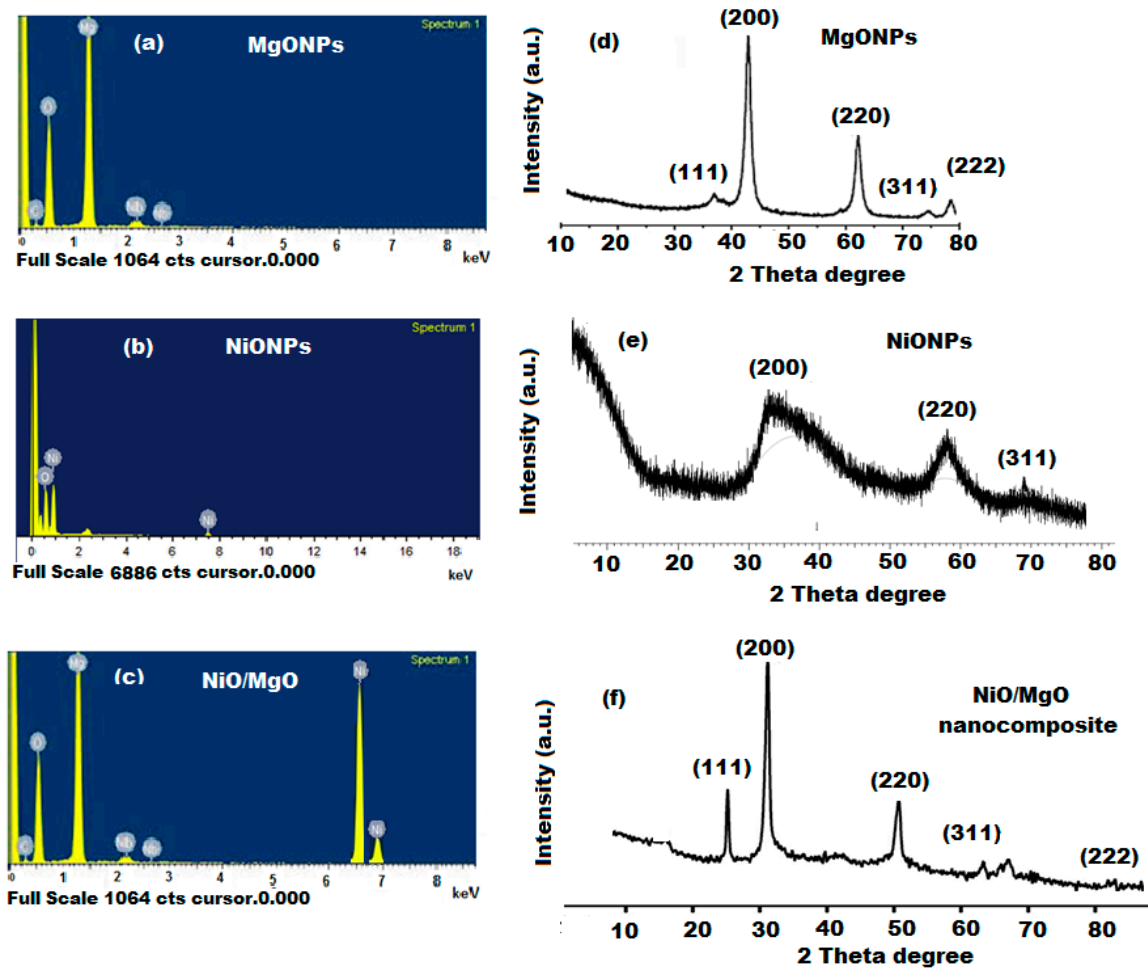 Spectrum 1
(a) MgONPs
Mg
O
C
Nb
Nb
0 1 2 3 4 5 6 7 8
keV
Full Scale 1064 cts cursor.0.000
(d) MgONPs
(200)
(220)
(111)
(311)
(222)
Intensity (a.u.)
10 20 30 40 50 60 70 80
2 Theta degree
Spectrum 1
(b) NiONPs
Ni
O
Ni
0 2 4 6 8 10 12 14 16 18
keV
Full Scale 6886 cts cursor.0.000
(e) NiONPs
(200)
(220)
(311)
Intensity (a.u.)
10 20 30 40 50 60 70 80
2 Theta degree
Spectrum 1
(c) NiO/MgO
Mg
Ni
O
Ni
C
Nb
Nb
0 1 2 3 4 5 6 7 8
keV
Full Scale 1064 cts cursor.0.000
(f) NiO/MgO
nanocomposite
(200)
(111)
(220)
(311)
(222)
Intensity (a.u.)
10 20 30 40 50 60 70 80
2 Theta degree